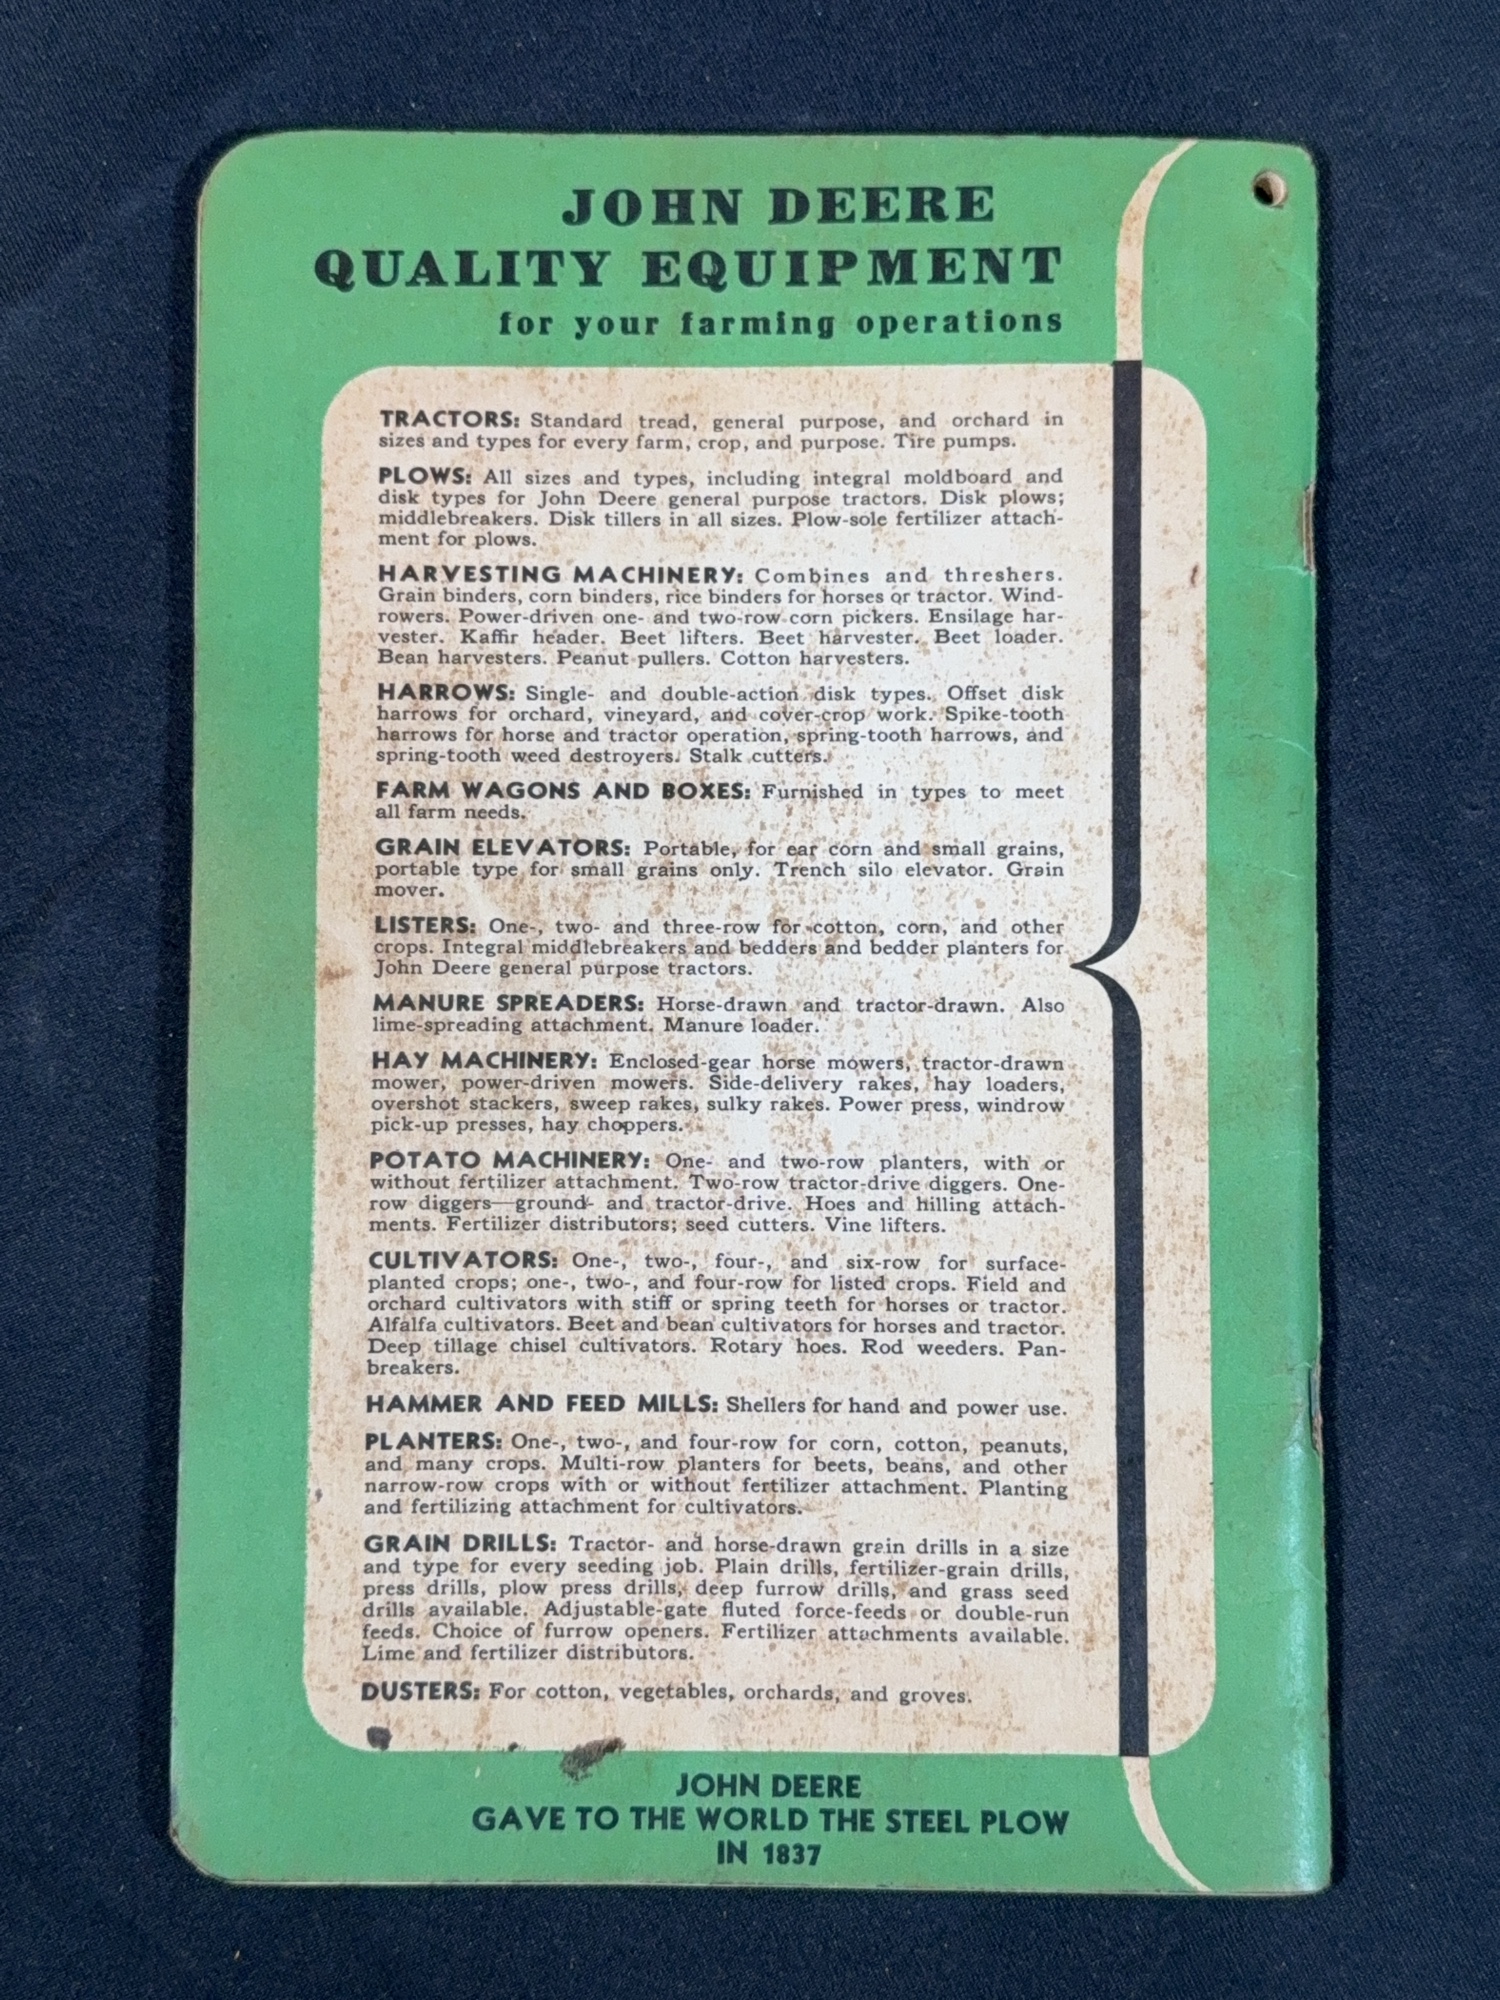 JOHN DEERE
QUALITY EQUIPMENT
for your farming operations
TRACTORS: Standard tread, general purpose, and orchard in
sizes and types for every farm, crop, and purpose. Tire pumps.
PLOWS: All sizes and types, including integral moldboard and
disk types for John Deere general purpose tractors. Disk plows;
middlebreakers. Disk tillers in all sizes. Plow-sole fertilizer attach-
ment for plows.
HARVESTING MACHINERY: Combines and threshers.
Grain binders, corn binders, rice binders for horses or tractor. Wind-
rowers. Power-driven one- and two-row corn pickers. Ensilage har-
vester. Kaffir header. Beet lifters. Beet harvester. Beet loader.
Bean harvesters. Peanut pullers. Cotton harvesters.
HARROWS: Single- and double-action disk types. Offset disk
harrows for orchard, vineyard, and cover-crop work. Spike-tooth
harrows for horse and tractor operation, spring-tooth harrows, and
spring-tooth weed destroyers. Stalk cutters.
FARM WAGONS AND BOXES: Furnished in types to meet
all farm needs.
GRAIN ELEVATORS: Portable, for ear corn and small grains,
portable type for small grains only. Trench silo elevator. Grain
mover.
LISTERS: One-, two- and three-row for cotton, corn, and other
crops. Integral middlebreakers and bedders and bedder planters for
John Deere general purpose tractors.
MANURE SPREADERS: Horse-drawn and tractor-drawn. Also
lime-spreading attachment. Manure loader.
HAY MACHINERY: Enclosed-gear horse mowers, tractor-drawn
mower, power-driven mowers. Side-delivery rakes, hay loaders,
overshot stackers, sweep rakes, sulky rakes. Power press, windrow
pick-up presses, hay choppers.
POTATO MACHINERY: One- and two-row planters, with or
without fertilizer attachment. Two-row tractor-drive diggers. One-
row diggers—ground- and tractor-drive. Hoes and hilling attach-
ments. Fertilizer distributors; seed cutters. Vine lifters.
CULTIVATORS: One-, two-, four-, and six-row for surface-
planted crops; one-, two-, and four-row for listed crops. Field and
orchard cultivators with stiff or spring teeth for horses or tractor.
Alfalfa cultivators. Beet and bean cultivators for horses and tractor.
Deep tillage chisel cultivators. Rotary hoes. Rod weeders. Pan-
breakers.
HAMMER AND FEED MILLS: Shellers for hand and power use.
PLANTERS: One-, two-, and four-row for corn, cotton, peanuts,
and many crops. Multi-row planters for beets, beans, and other
narrow-row crops with or without fertilizer attachment. Planting
and fertilizing attachment for cultivators.
GRAIN DRILLS: Tractor- and horse-drawn grain drills in a size
and type for every seeding job. Plain drills, fertilizer-grain drills,
press drills, plow press drills, deep furrow drills, and grass seed
drills available. Adjustable-gate fluted force-feeds or double-run
feeds. Choice of furrow openers. Fertilizer attachments available.
Lime and fertilizer distributors.
DUSTERS: For cotton, vegetables, orchards, and groves.
JOHN DEERE
GAVE TO THE WORLD THE STEEL PLOW
IN 1837